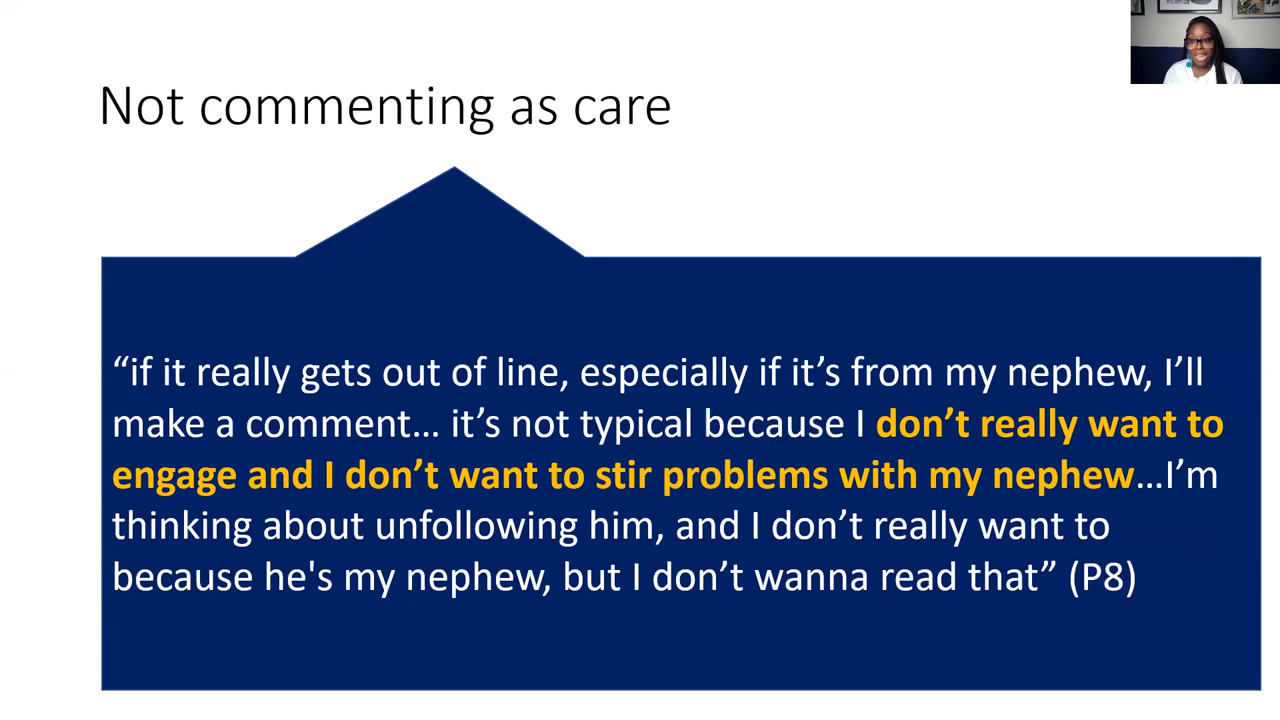 Not commenting as care
“if it really gets out of line, especially if it’s from my nephew, I’ll
make a comment… it’s not typical because I don’t really want to
engage and I don’t want to stir problems with my nephew…I’m
thinking about unfollowing him, and I don’t really want to
because he's my nephew, but I don’t wanna read that” (P8)